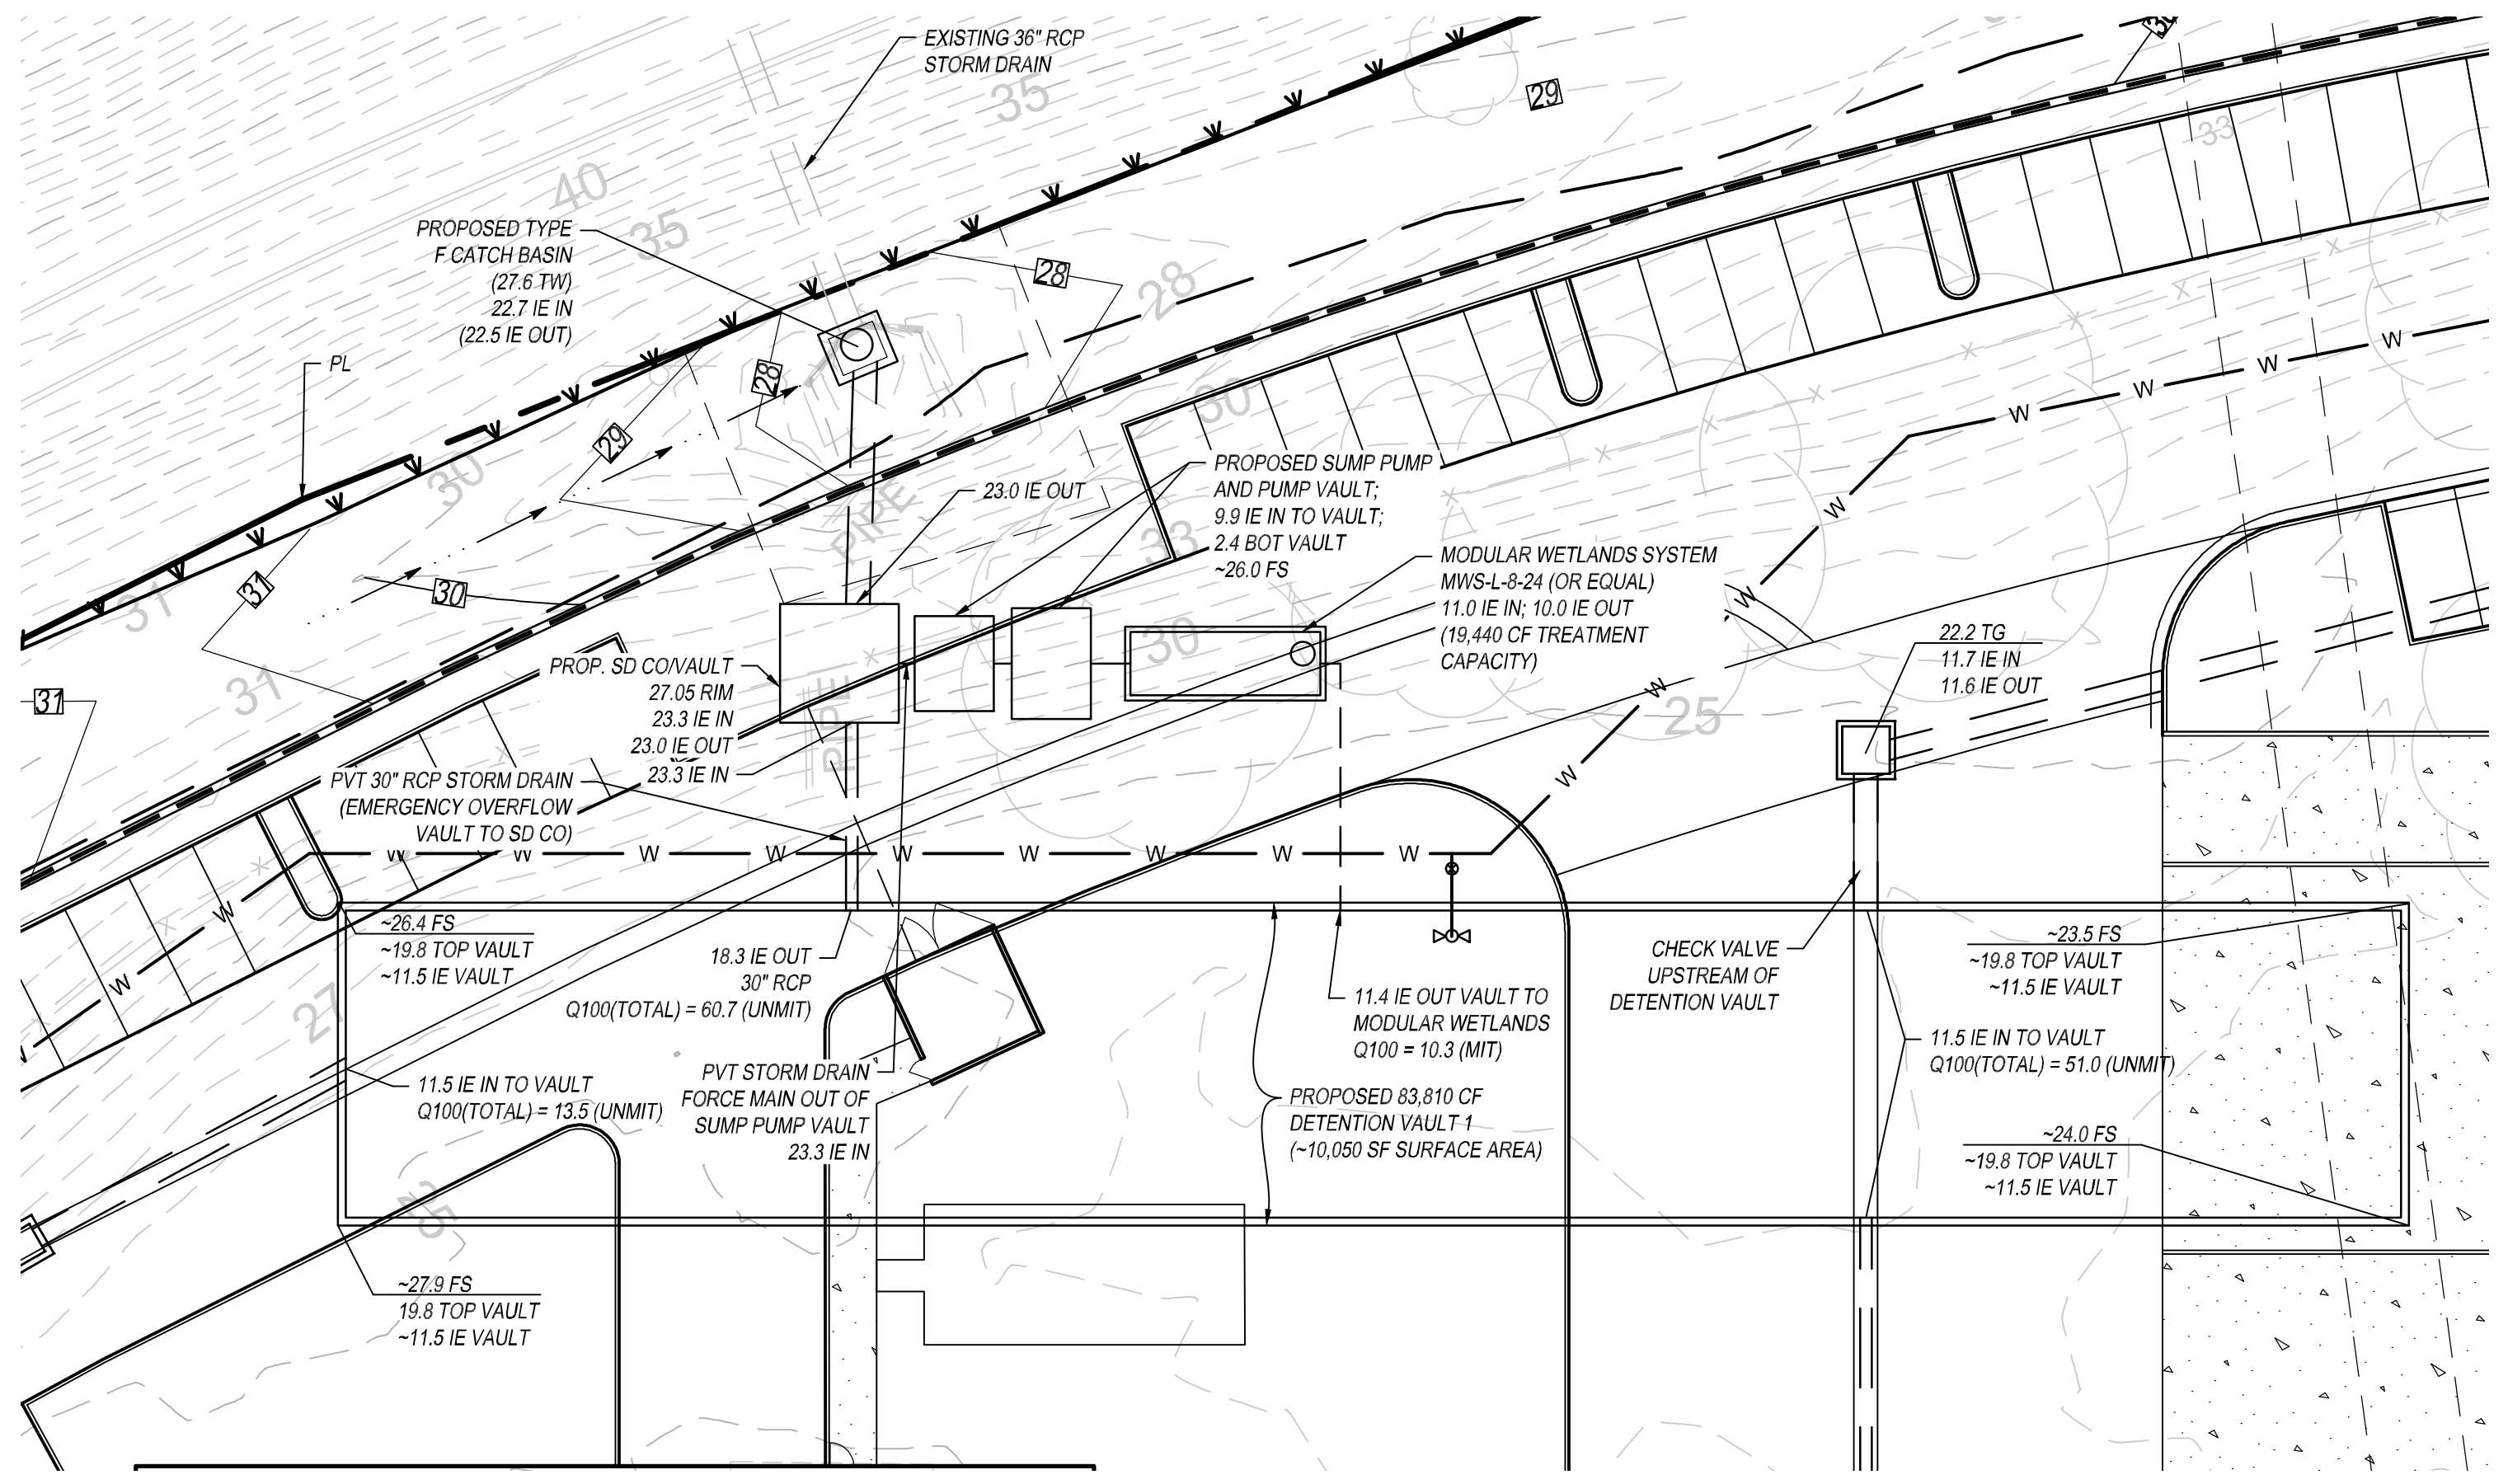 EXISTING 36" RCP
STORM DRAIN
30
35
29
33
40
35
PROPOSED TYPE
F CATCH BASIN
(27.6 TW)
22.7 IE IN
(22.5 IE OUT)
28
28
PL
28
30
29
30
PROPOSED SUMP PUMP
AND PUMP VAULT;
9.9 IE IN TO VAULT;
2.4 BOT VAULT
~26.0 FS
23.0 IE OUT
PIPE
33
MODULAR WETLANDS SYSTEM
MWS-L-8-24 (OR EQUAL)
11.0 IE IN; 10.0 IE OUT
(19,440 CF TREATMENT
CAPACITY)
31
31
30
30
22.2 TG
11.7 IE IN
11.6 IE OUT
PROP. SD CO/VAULT
27.05 RIM
23.3 IE IN
23.0 IE OUT
23.3 IE IN
31
31
PIPE
25
PVT 30" RCP STORM DRAIN
(EMERGENCY OVERFLOW
VAULT TO SD CO)
W W W W W W W W W
W W W W
W W W W
W W W
~26.4 FS
~19.8 TOP VAULT
~11.5 IE VAULT
27
18.3 IE OUT
30" RCP
Q100(TOTAL) = 60.7 (UNMIT)
CHECK VALVE
UPSTREAM OF
DETENTION VAULT
~23.5 FS
~19.8 TOP VAULT
~11.5 IE VAULT
11.4 IE OUT VAULT TO
MODULAR WETLANDS
Q100 = 10.3 (MIT)
11.5 IE IN TO VAULT
Q100(TOTAL) = 51.0 (UNMIT)
11.5 IE IN TO VAULT
Q100(TOTAL) = 13.5 (UNMIT)
PVT STORM DRAIN
FORCE MAIN OUT OF
SUMP PUMP VAULT
23.3 IE IN
PROPOSED 83,810 CF
DETENTION VAULT 1
(~10,050 SF SURFACE AREA)
~24.0 FS
~19.8 TOP VAULT
~11.5 IE VAULT
25
~27.9 FS
19.8 TOP VAULT
~11.5 IE VAULT